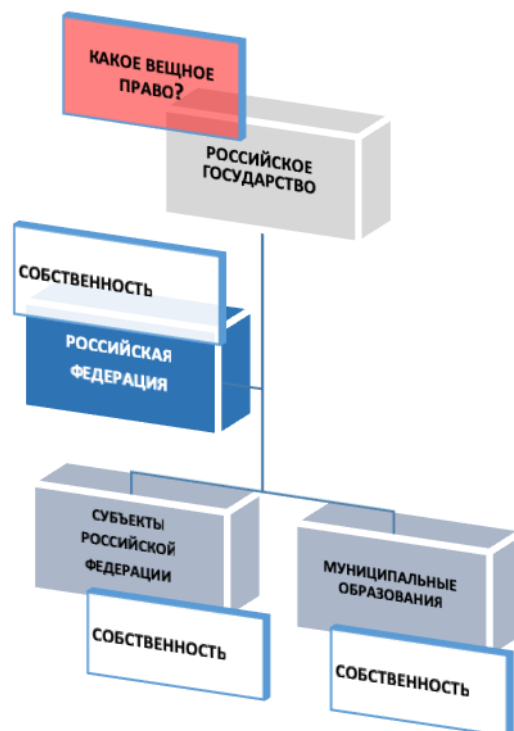 КАКОЕ ВЕЩНОЕ
ПРАВО?
РОССИЙСКОЕ
ГОСУДАРСТВО
СОБСТВЕННОСТЬ
РОССИЙСКАЯ
ФЕДЕРАЦИЯ
СУБЪЕКТЫ
РОССИЙСКОЙ
ФЕДЕРАЦИИ
СОБСТВЕННОСТЬ
МУНИЦИПАЛЬНЫЕ
ОБРАЗОВАНИЯ
СОБСТВЕННОСТЬ